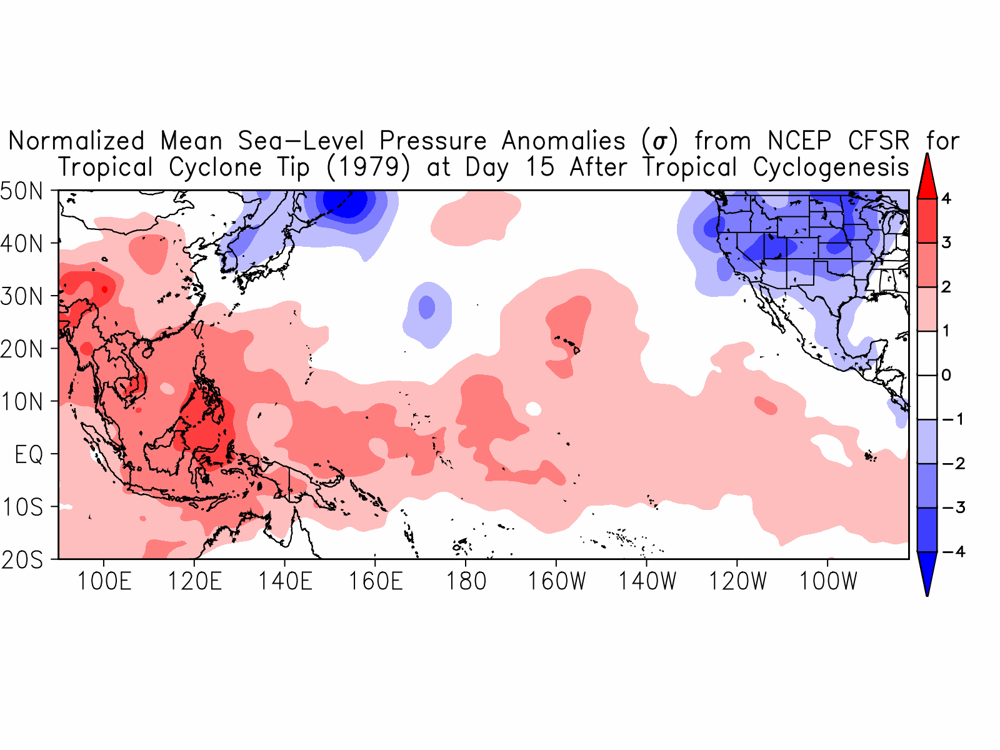 Normalized Mean Sea-Level Pressure Anomalies (σ) from NCEP CFSR for
Tropical Cyclone Tip (1979) at Day 15 After Tropical Cyclogenesis
50N
40N
30N
20N
10N
EQ
10S
20S
100E 120E 140E 160E 180 160W 140W 120W 100W
4
3
2
1
0
-1
-2
-3
-4